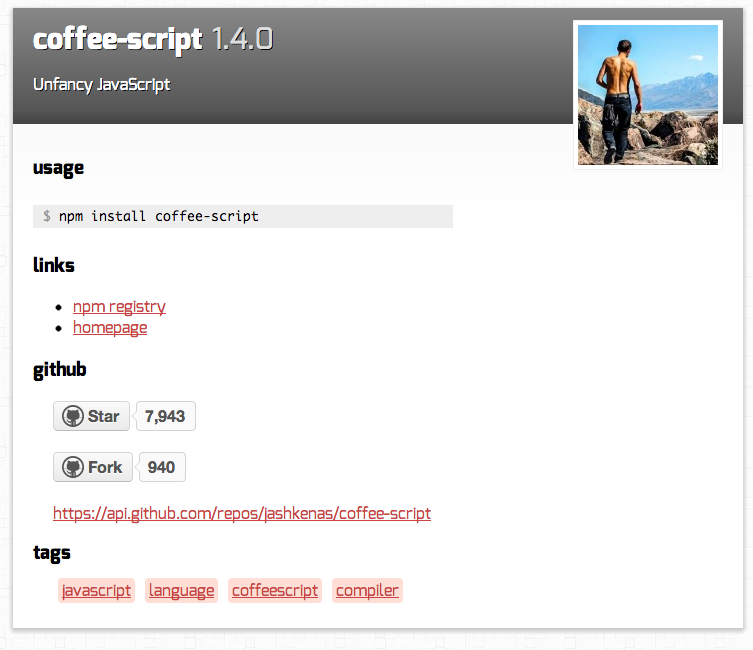 coffee-script 1.4.0
Unfancy JavaScript
usage
$ npm install coffee-script
links
npm registry
homepage
github
Star 7,943
Fork 940
https://api.github.com/repos/jashkenas/coffee-script
tags
javascript language coffeescript compiler